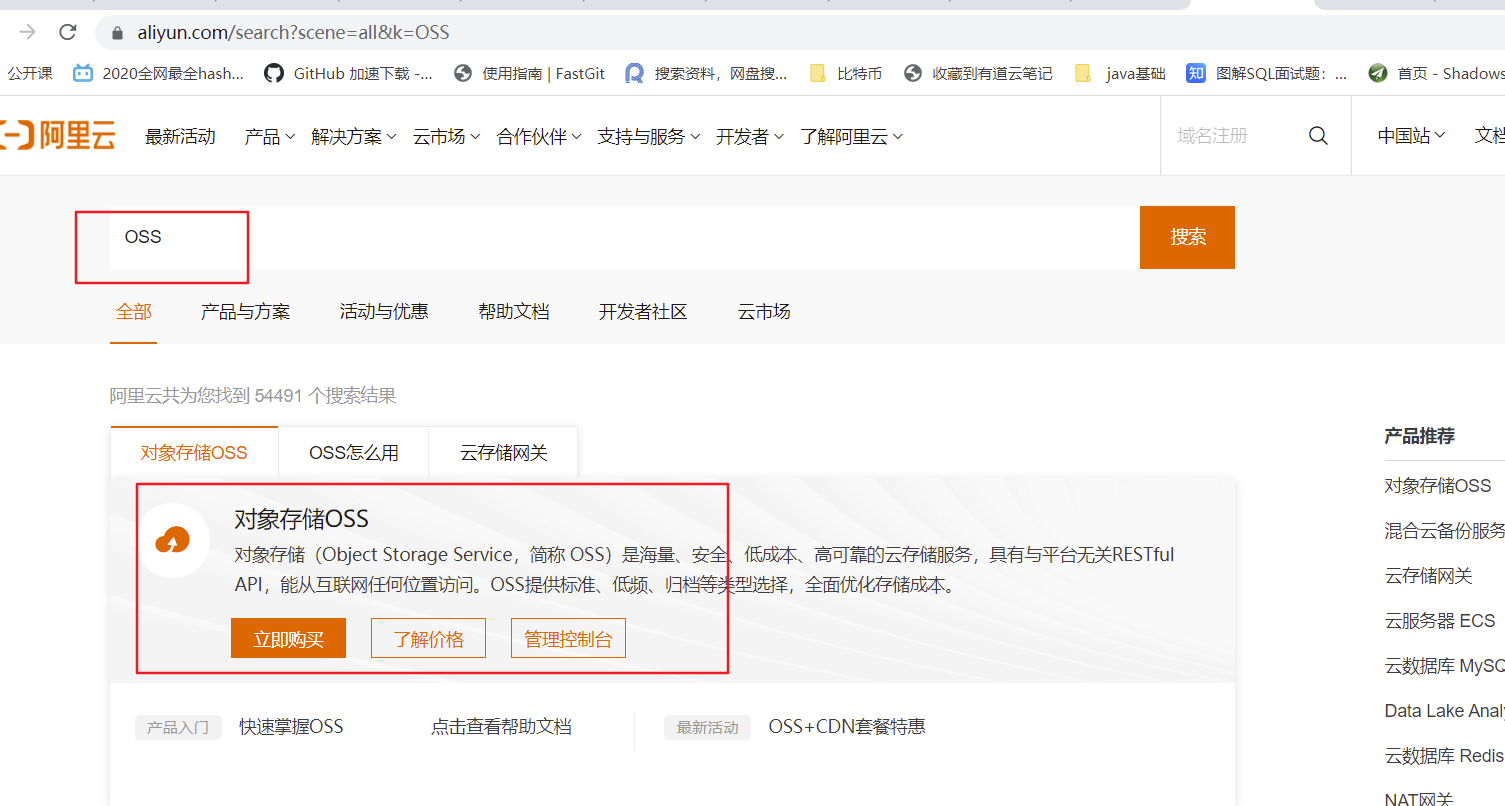 aliyun.com/search?scene=all&k=OSS
公开课 2020全网最全hash... GitHub 加速下载 -... 使用指南 | FastGit 搜索资料，网盘搜... 比特币 收藏到有道云笔记 java基础 知 图解SQL面试题：... 首页 - Shadows
阿里云 最新活动 产品 解决方案 云市场 合作伙伴 支持与服务 开发者 了解阿里云 域名注册 中国站 文档
OSS 搜索
全部 产品与方案 活动与优惠 帮助文档 开发者社区 云市场
阿里云共为您找到 54491 个搜索结果
对象存储OSS OSS怎么用 云存储网关
对象存储OSS
对象存储（Object Storage Service，简称 OSS）是海量、安全、低成本、高可靠的云存储服务，具有与平台无关RESTful
API，能从互联网任何位置访问。OSS提供标准、低频、归档等类型选择，全面优化存储成本。
立即购买 了解价格 管理控制台
产品入门 快速掌握OSS 点击查看帮助文档 最新活动 OSS+CDN套餐特惠
产品推荐
对象存储OSS
混合云备份服务
云存储网关
云服务器 ECS
云数据库 MySQ
Data Lake Analy
云数据库 Redis
NAT网关